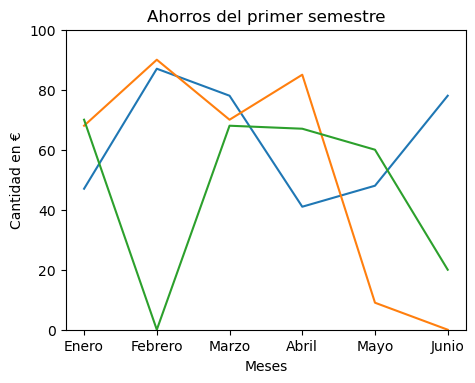 Ahorros del primer semestre
Cantidad en €
100
80
60
40
20
0
Enero Febrero Marzo Abril Mayo Junio
Meses